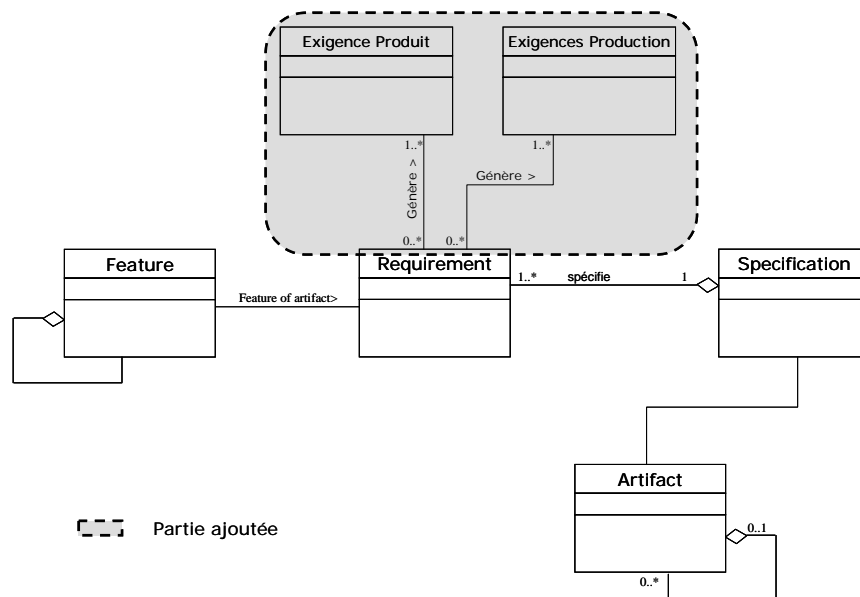 Exigence Produit
Exigences Production
1..*
1..*
Génère >
Génère >
0..*
0..*
Feature
Requirement
Specification
1..*
spécifie
1
Feature of artifact>
Artifact
Partie ajoutée
0..1
0..*